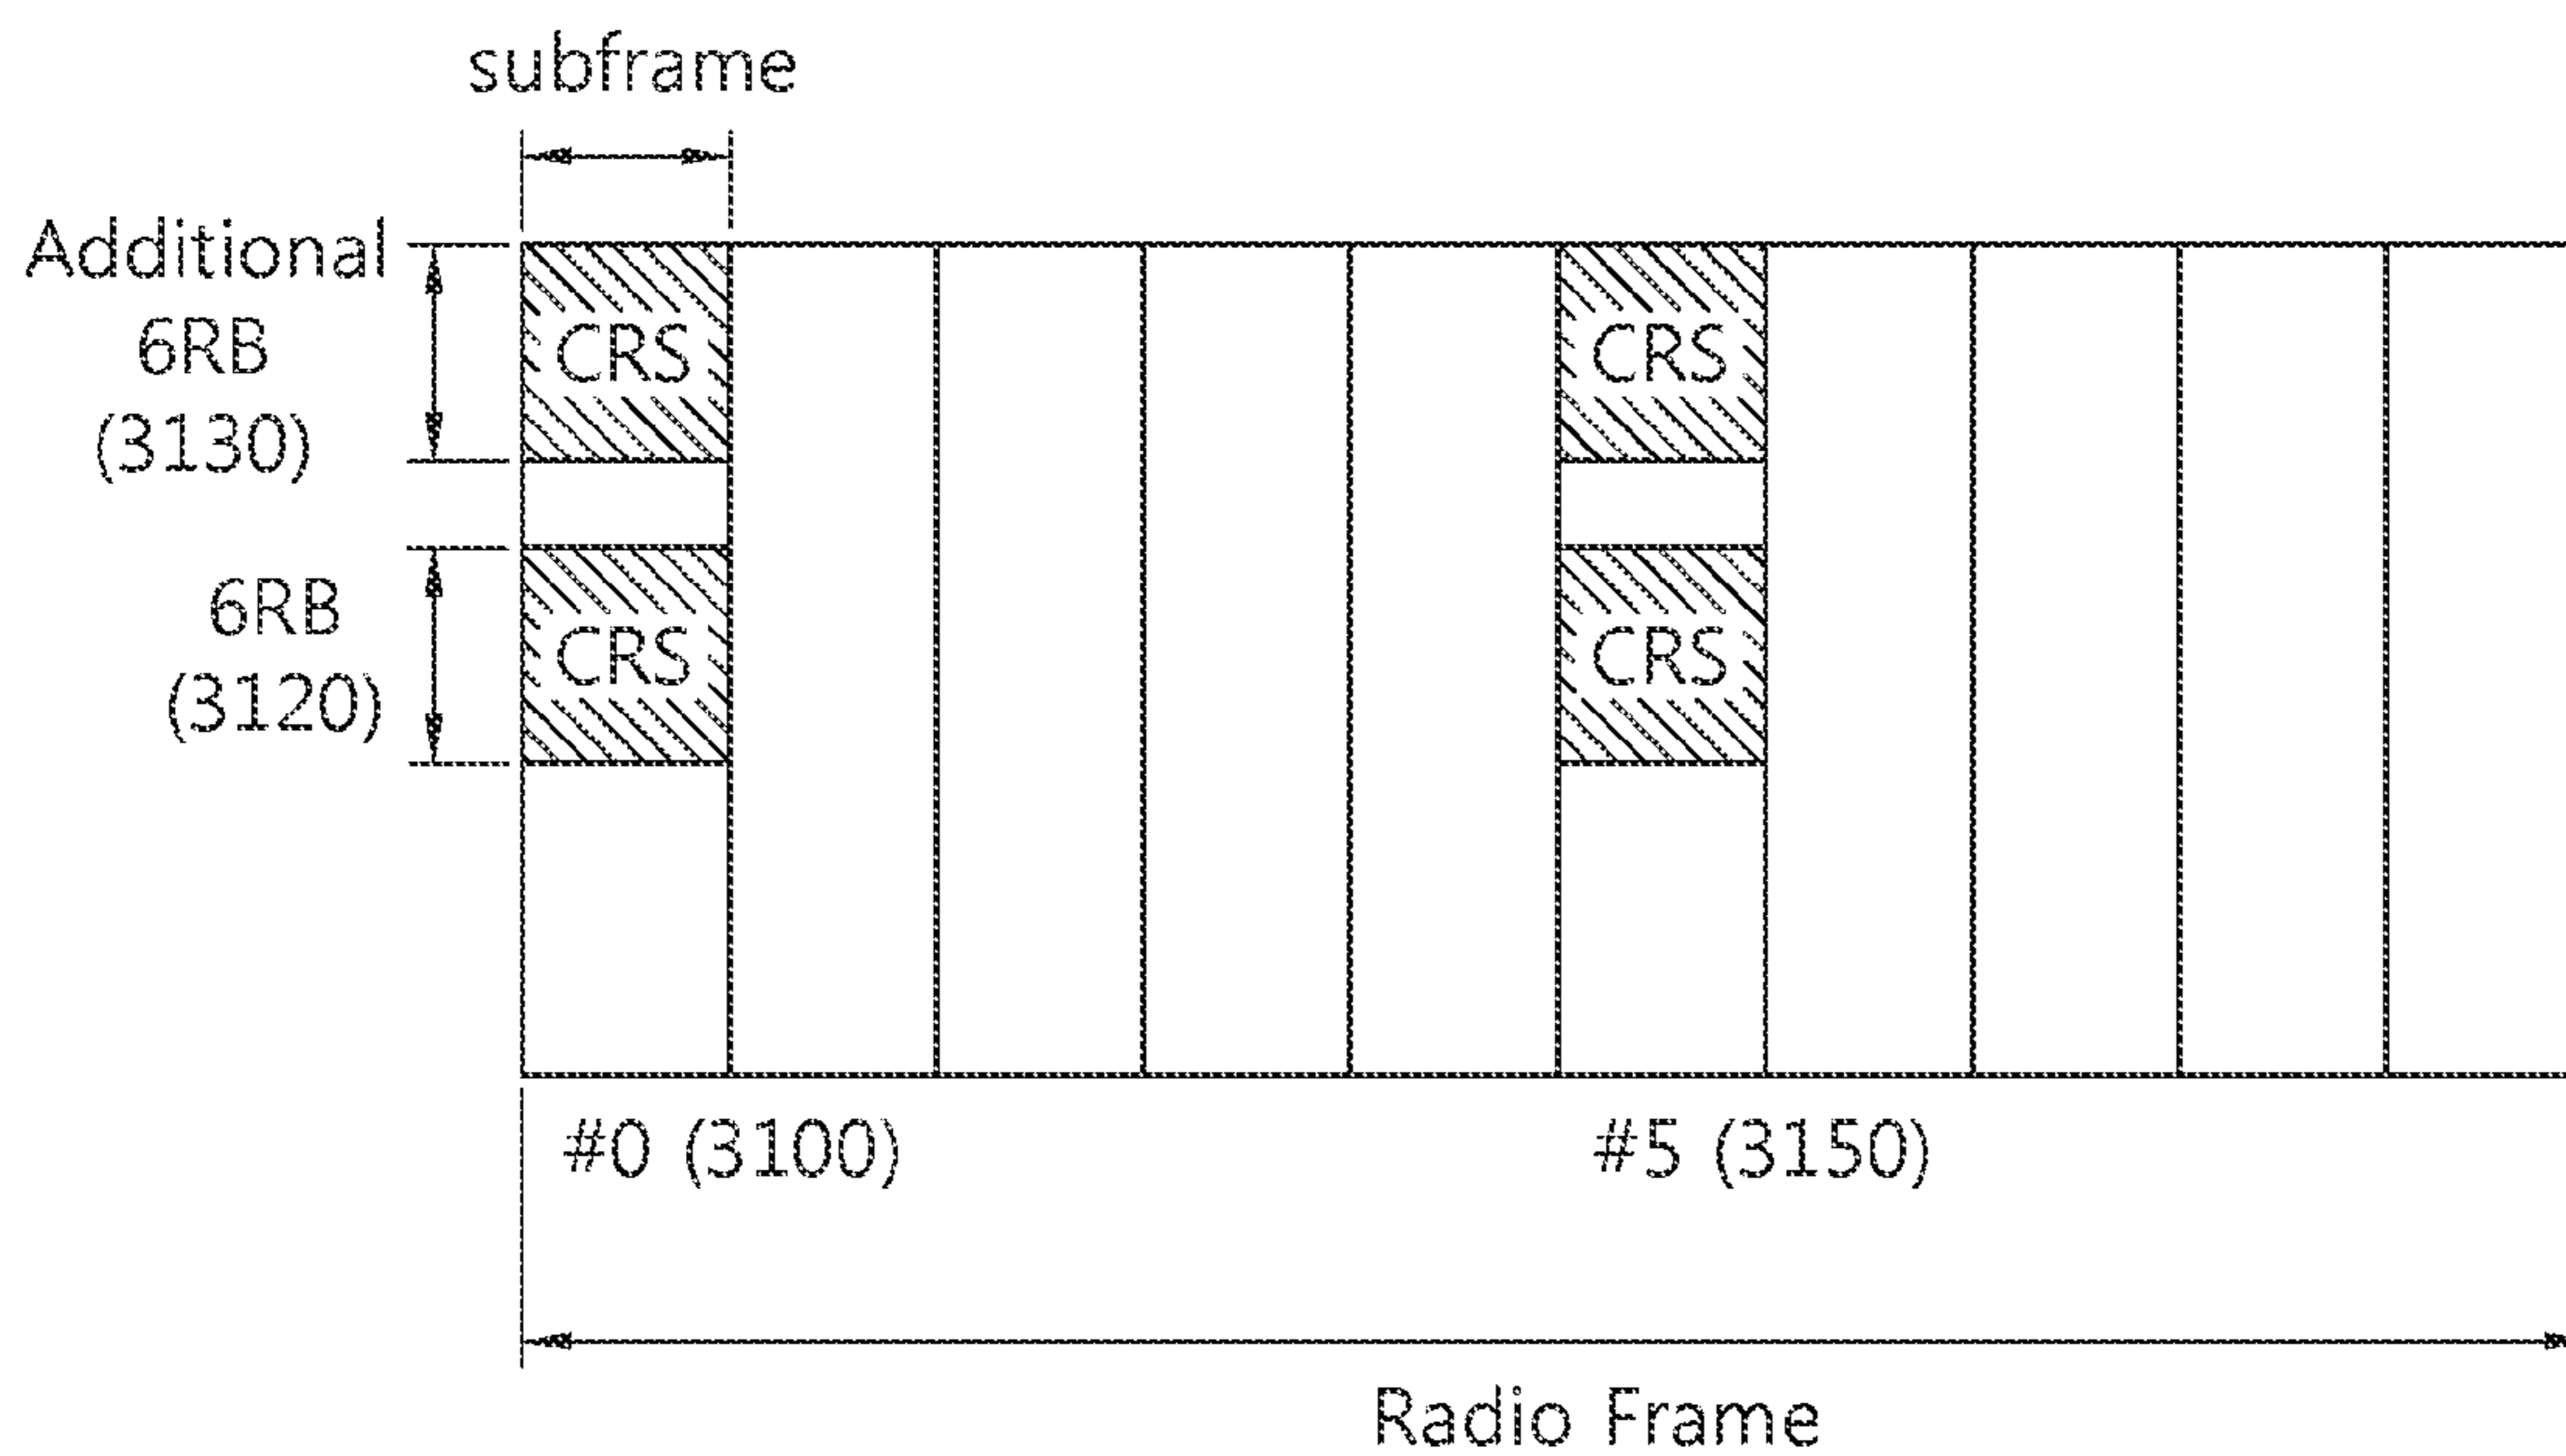 subframe
Additional
6RB
(3130)
CRS
CRS
6RB
(3120)
CRS
CRS
#0 (3100)
#5 (3150)
Radio Frame